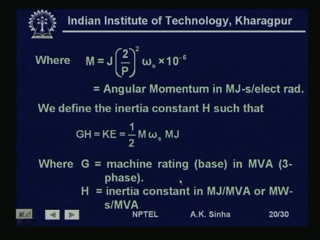 Indian Institute of Technology, Kharagpur
Where M = J(2/P)² ωₛ ×10⁻⁶
= Angular Momentum in MJ-s/elect rad.
We define the inertia constant H such that
GH = KE = 1/2 M ωₛ MJ
Where G = machine rating (base) in MVA (3-
phase).
H = inertia constant in MJ/MVA or MW-
s/MVA
NPTEL A.K. Sinha 20/30